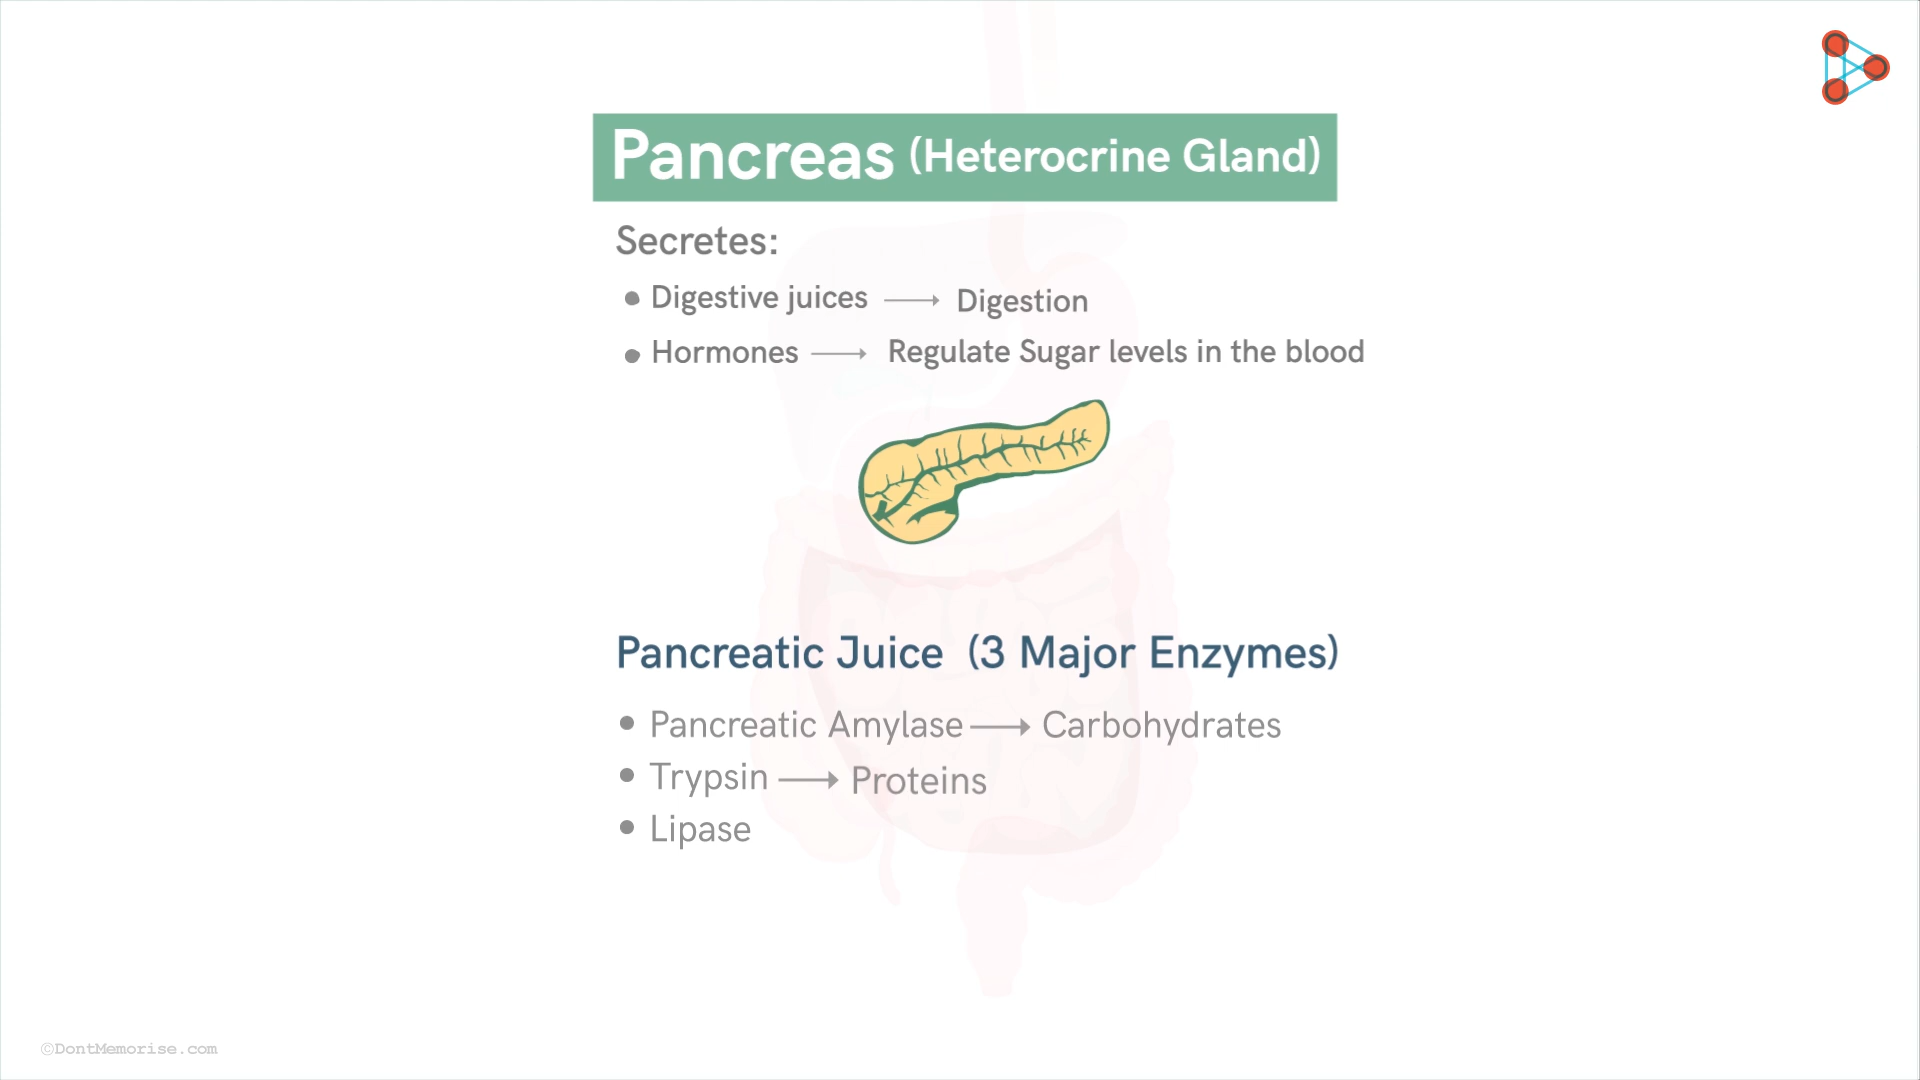 Pancreas (Heterocrine Gland)
Secretes:
• Digestive juices → Digestion
• Hormones → Regulate Sugar levels in the blood
Pancreatic Juice (3 Major Enzymes)
• Pancreatic Amylase → Carbohydrates
• Trypsin → Proteins
• Lipase
©DontMemorise.com